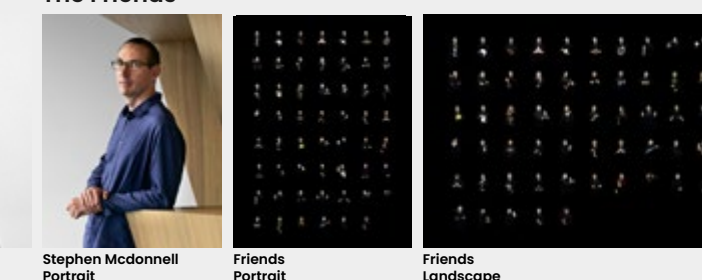 The Friends
Stephen Mcdonnell
Portrait
Friends
Portrait
Friends
Landscape